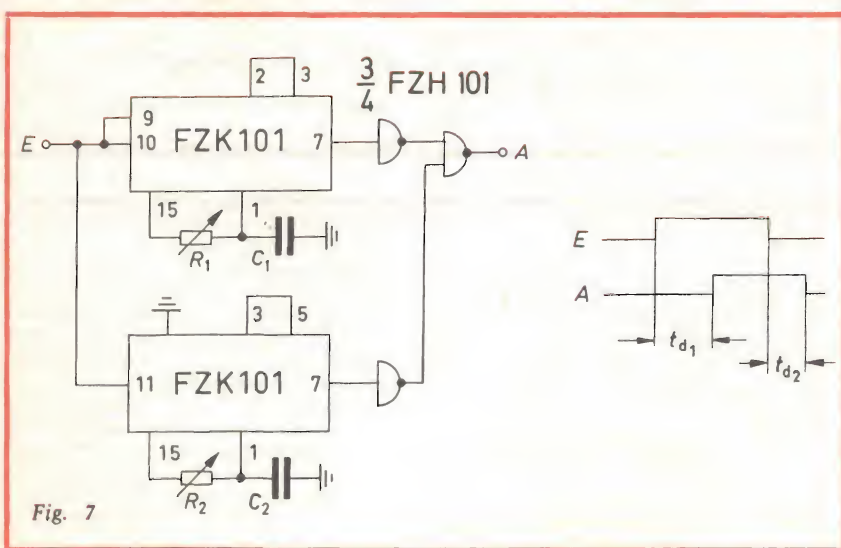 2 3 3/4 FZH 101
E 9
10 FZK101 7 A
15 1
R1 C1
E
A
td1 td2
3 5
11 FZK101 7
15 1
R2 C2
Fig. 7